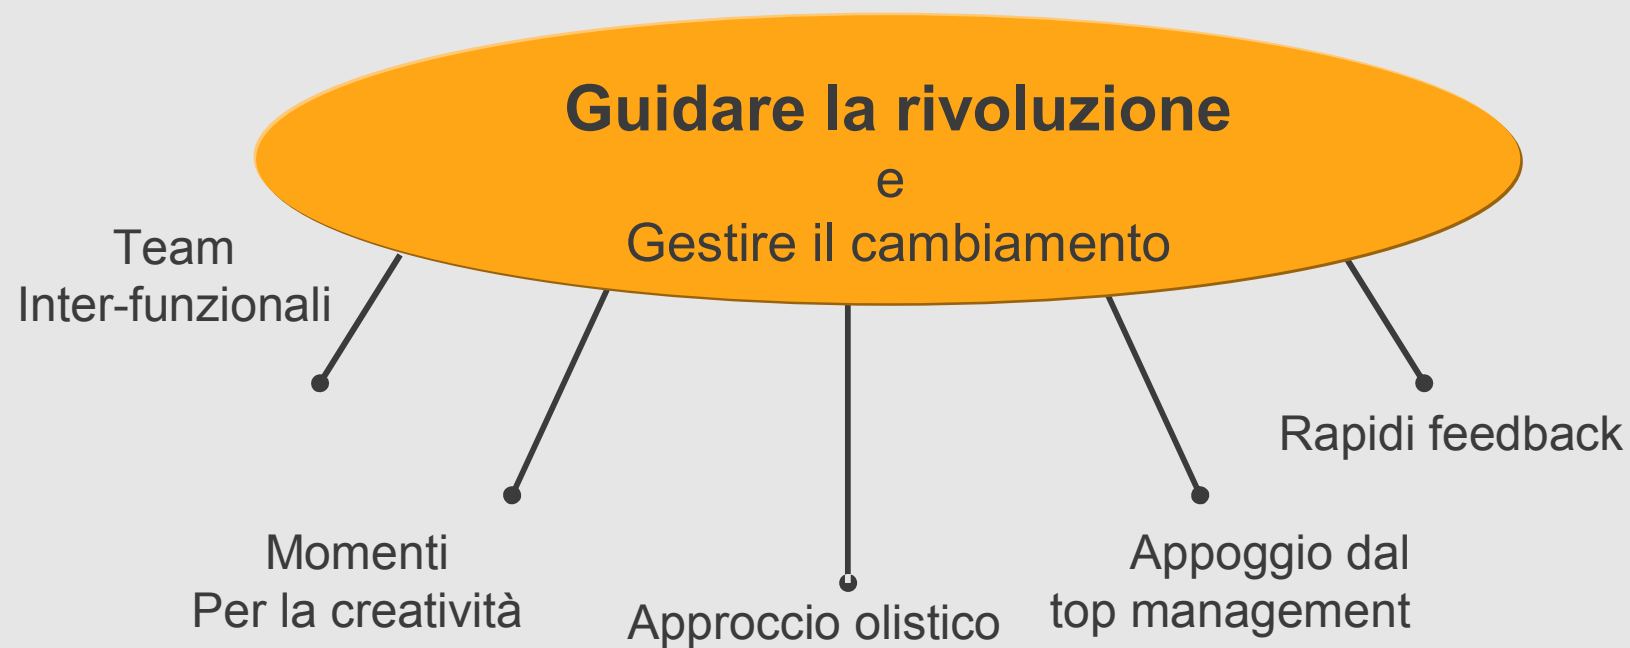 Guidare la rivoluzione
e
Gestire il cambiamento
Team
Inter-funzionali
Momenti
Per la creatività
Approccio olistico
Appoggio dal
top management
Rapidi feedback